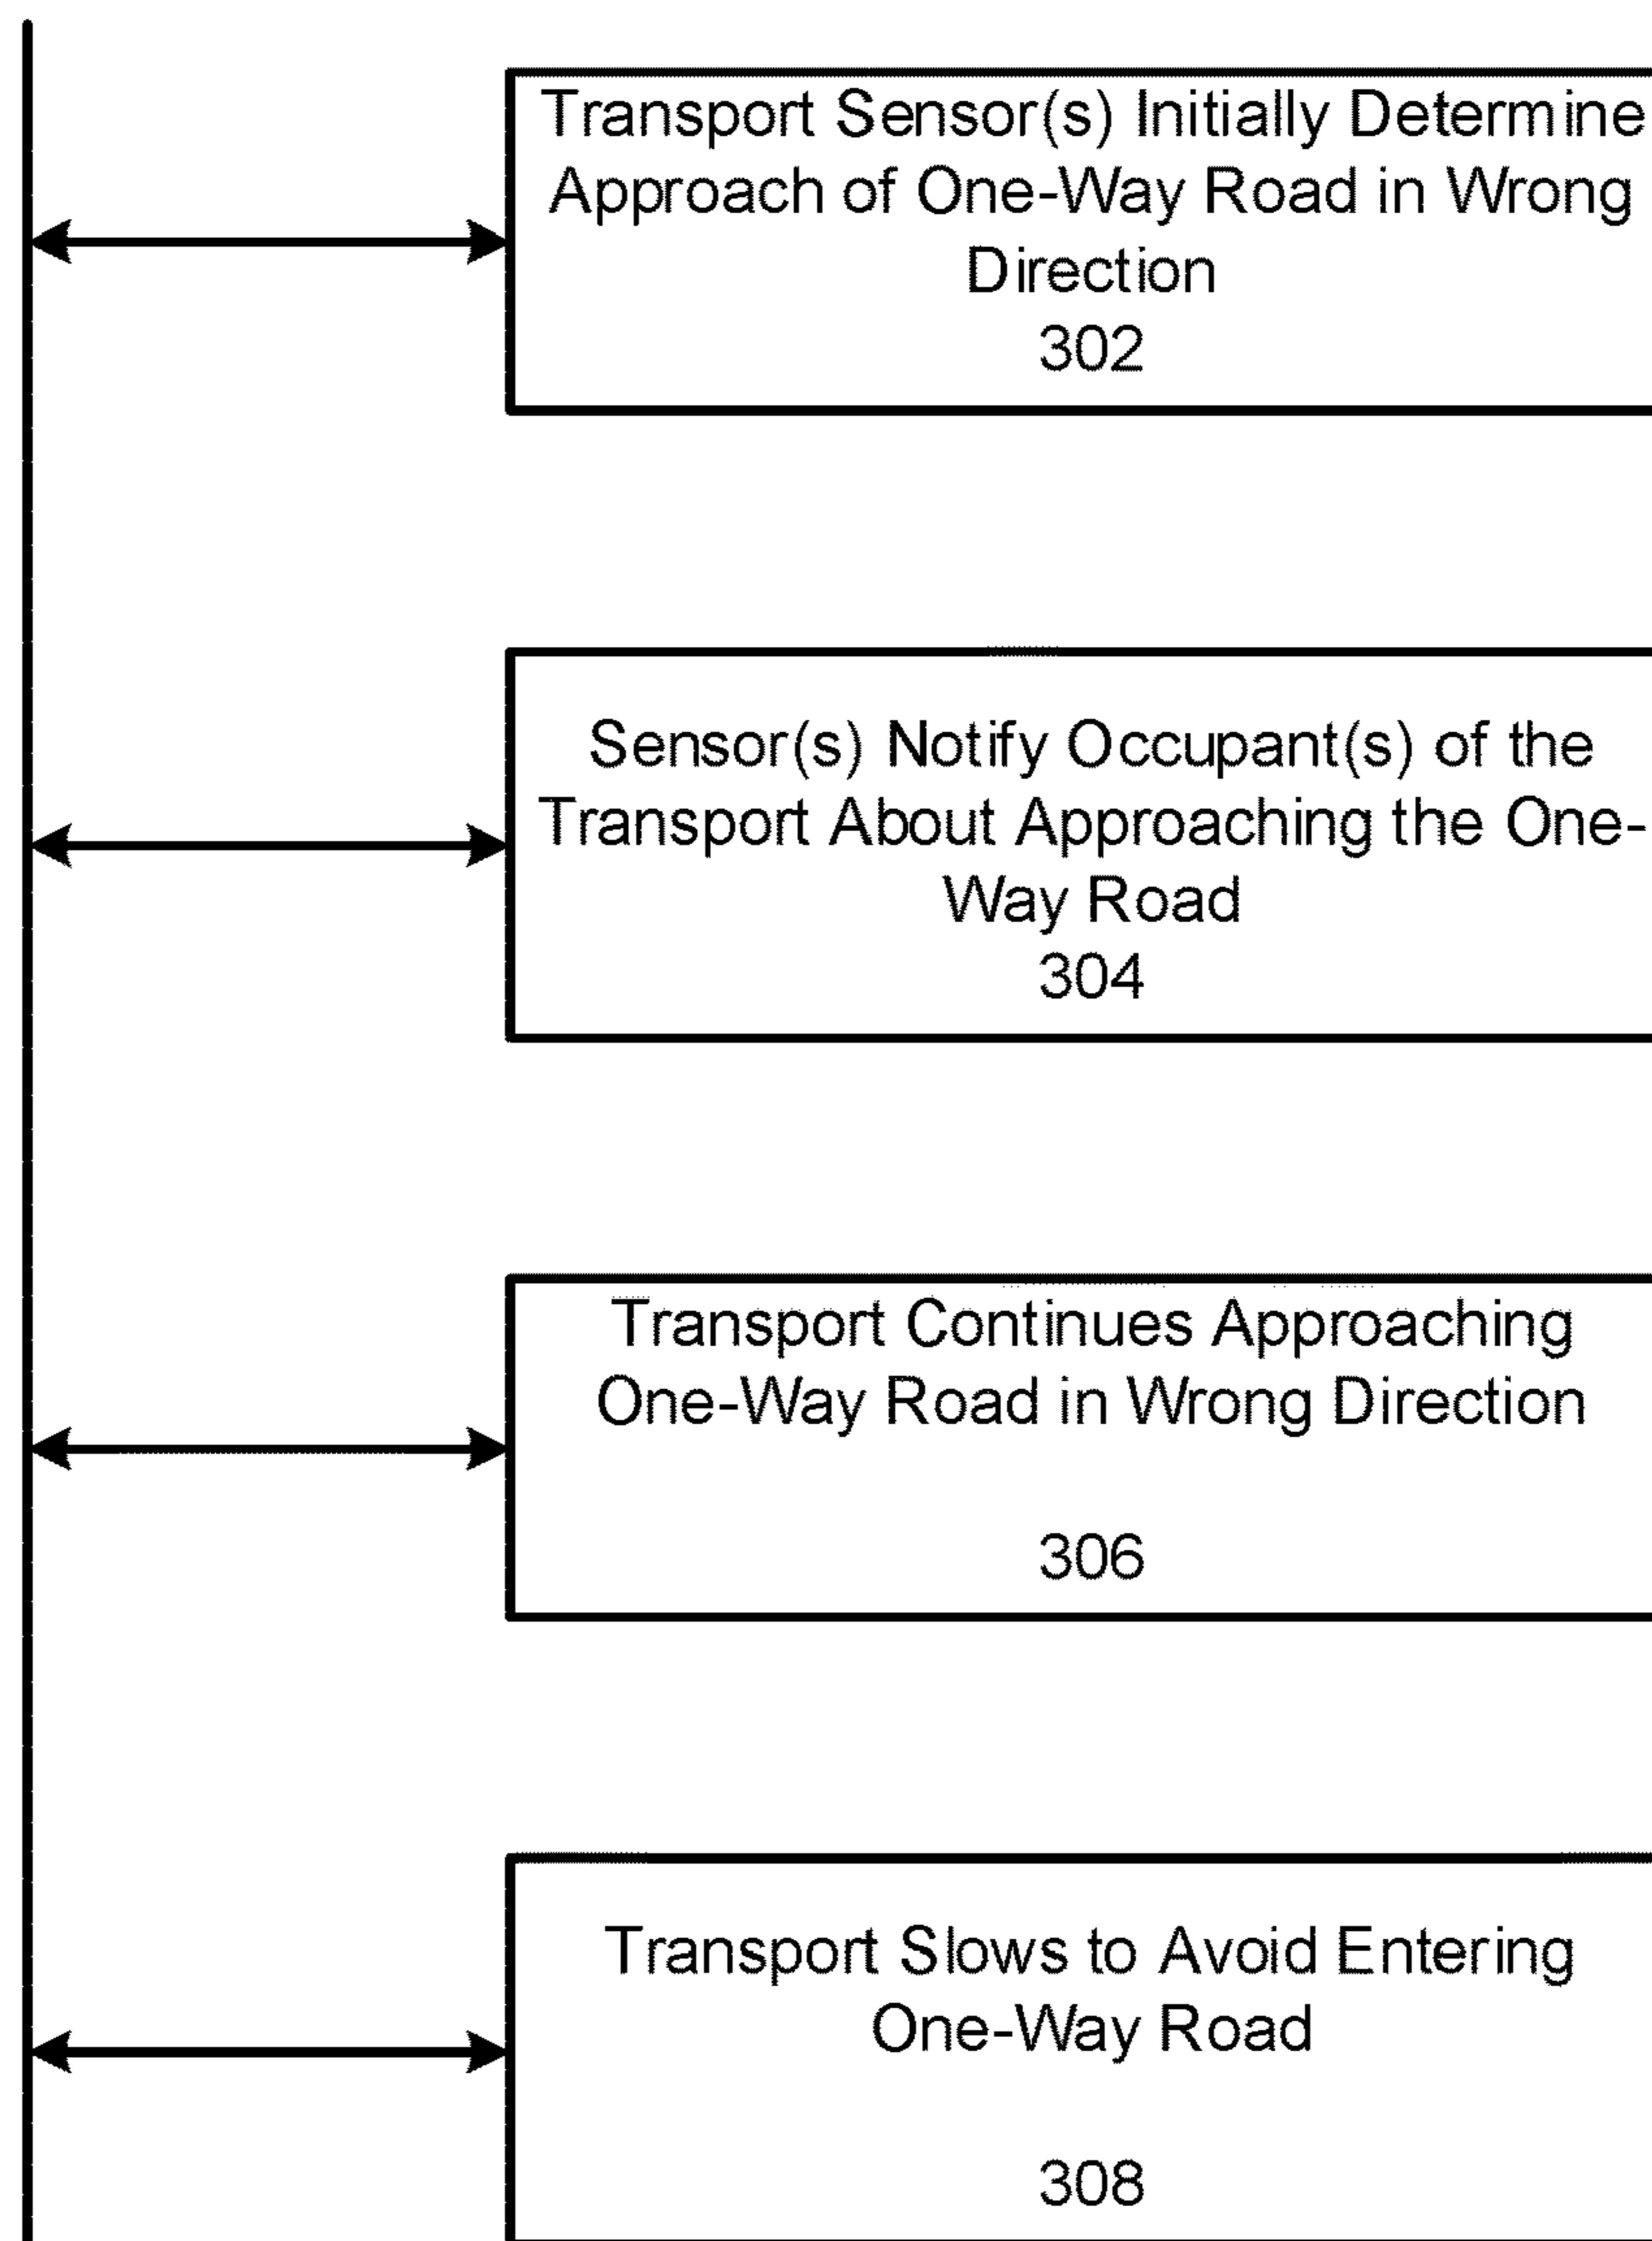 Transport Sensor(s) Initially Determine
Approach of One-Way Road in Wrong
Direction
302
Sensor(s) Notify Occupant(s) of the
Transport About Approaching the One-
Way Road
304
Transport Continues Approaching
One-Way Road in Wrong Direction
306
Transport Slows to Avoid Entering
One-Way Road
308